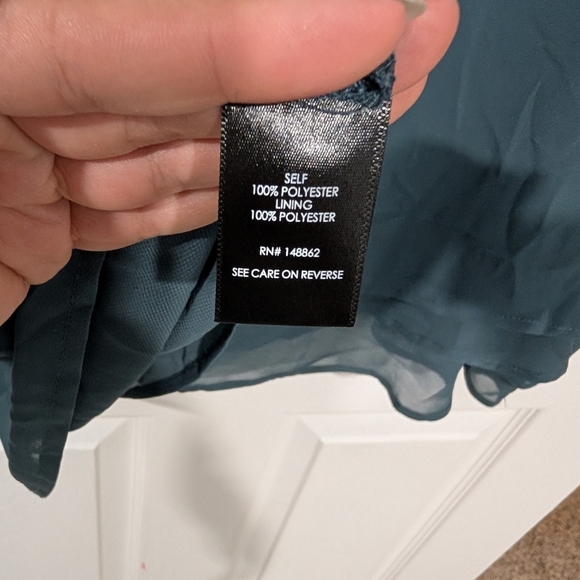 SELF
100% POLYESTER
LINING
100% POLYESTER
RN# 148862
SEE CARE ON REVERSE